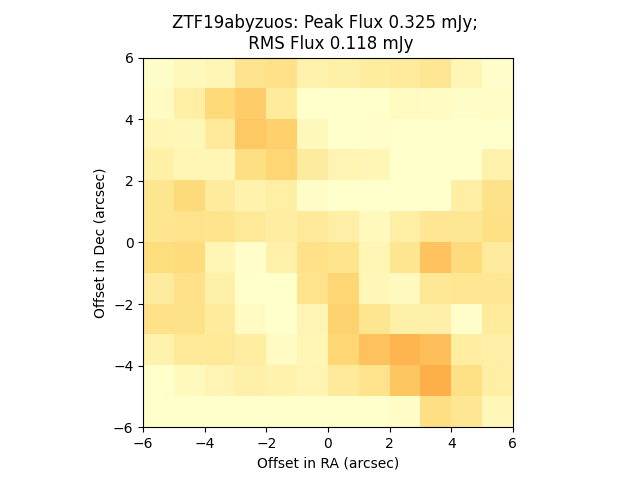 ZTF19abyzuos: Peak Flux 0.325 mJy;
RMS Flux 0.118 mJy
6
4
2
0
−2
−4
−6
Offset in Dec (arcsec)
−6 −4 −2 0 2 4 6
Offset in RA (arcsec)